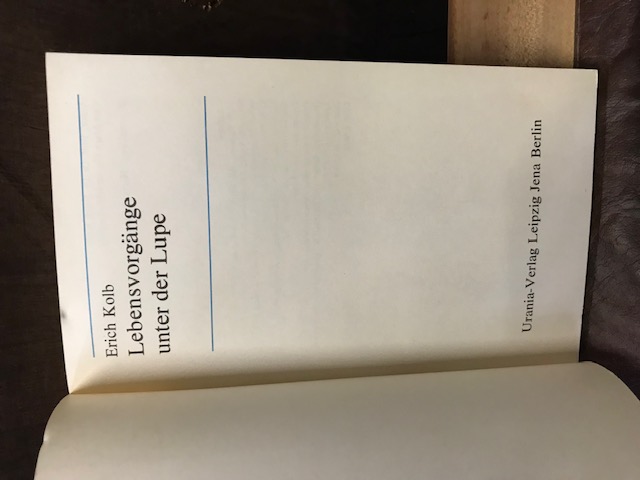 Erich Kolb
Lebensvorgänge
unter der Lupe
Urania-Verlag Leipzig Jena Berlin